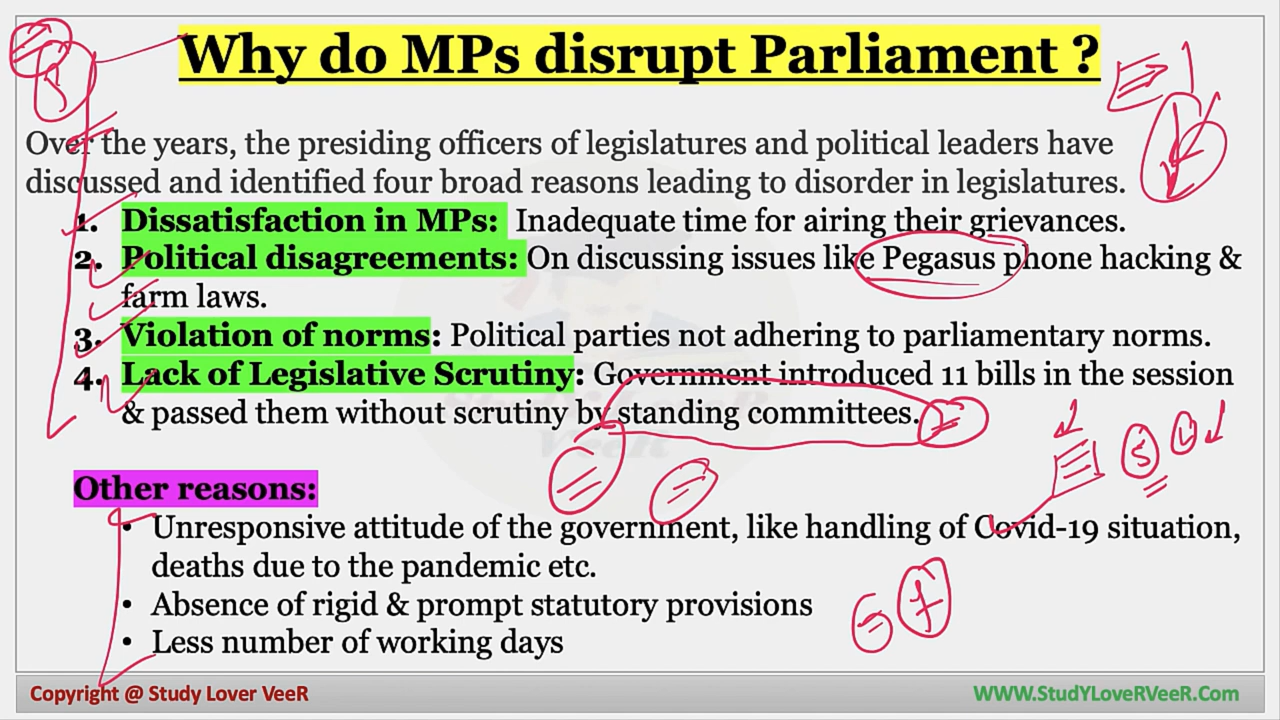 Why do MPs disrupt Parliament ?
Over the years, the presiding officers of legislatures and political leaders have
discussed and identified four broad reasons leading to disorder in legislatures.
1. Dissatisfaction in MPs: Inadequate time for airing their grievances.
2. Political disagreements: On discussing issues like Pegasus phone hacking &
farm laws.
3. Violation of norms: Political parties not adhering to parliamentary norms.
4. Lack of Legislative Scrutiny: Government introduced 11 bills in the session
& passed them without scrutiny by standing committees.
Other reasons:
• Unresponsive attitude of the government, like handling of Covid-19 situation,
deaths due to the pandemic etc.
• Absence of rigid & prompt statutory provisions
• Less number of working days
Copyright @ Study Lover VeeR
WWW.StudYLoveRVeeR.Com